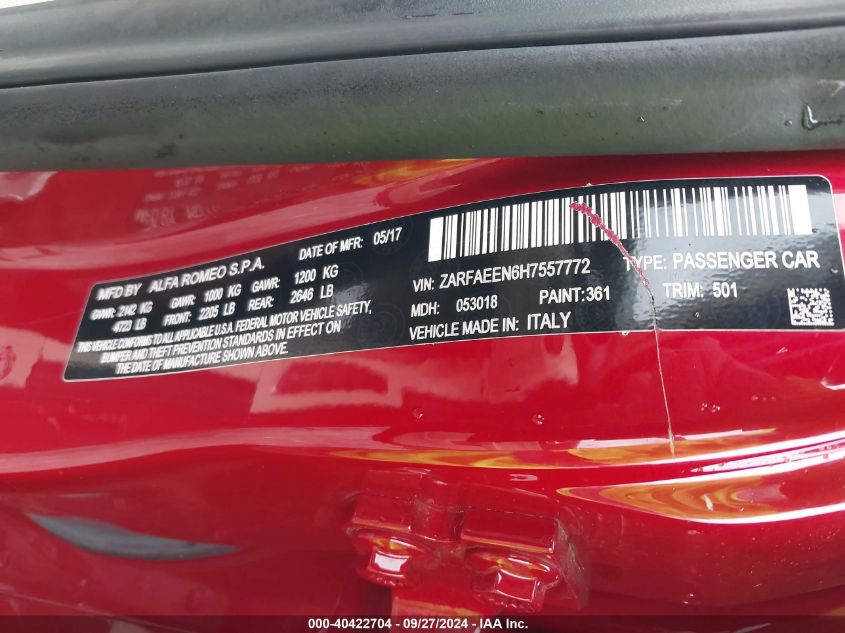 MFD BY ALFA ROMEO S.P.A. DATE OF MFR: 05/17
GVWR: 2142 KG GAWR: 1000 KG GAWR: 1200 KG
4723 LB FRONT: 2205 LB REAR: 2646 LB
THIS VEHICLE CONFORMS TO ALL APPLICABLE U.S.A. FEDERAL MOTOR VEHICLE SAFETY,
BUMPER AND THEFT PREVENTION STANDARDS IN EFFECT ON
THE DATE OF MANUFACTURE SHOWN ABOVE.
VIN: ZARFAEEN6H7557772 TYPE: PASSENGER CAR
MDH: 053018 PAINT:361 TRIM: 501
VEHICLE MADE IN: ITALY
000-40422704 - 09/27/2024 - IAA Inc.